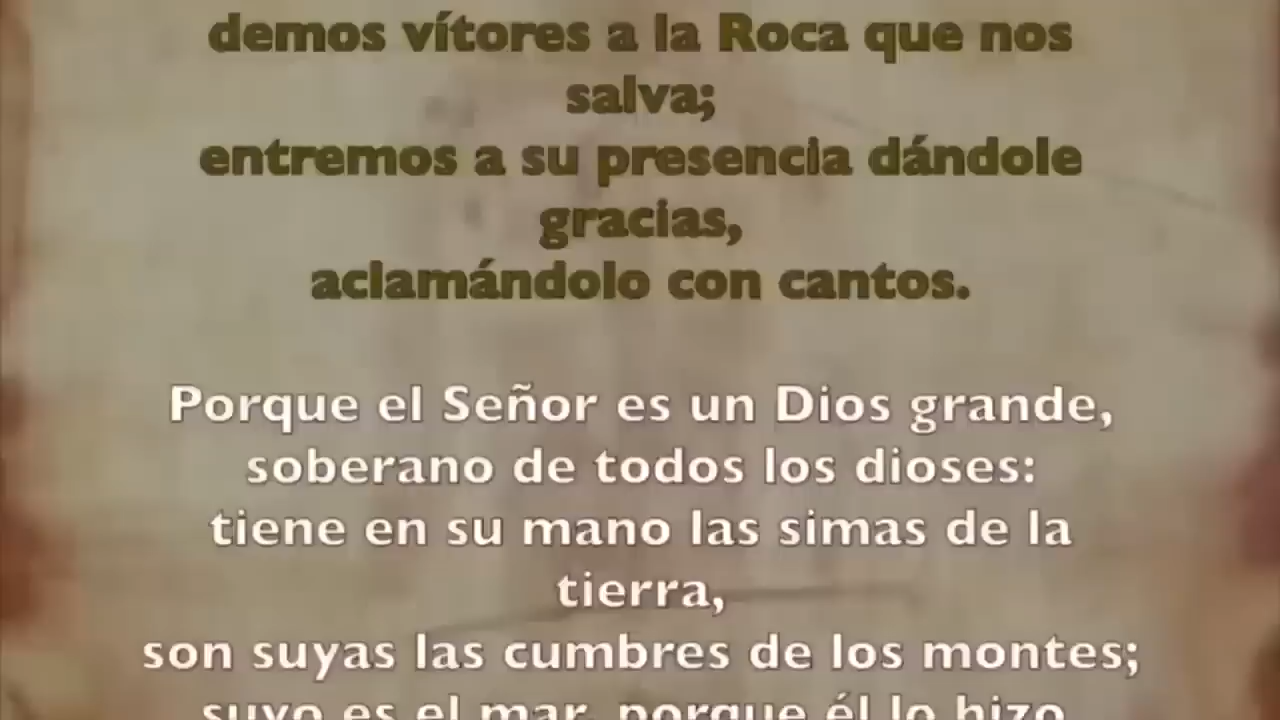 demos vítores a la Roca que nos
salva;
entremos a su presencia dándole
gracias,
aclamándolo con cantos.
Porque el Señor es un Dios grande,
soberano de todos los dioses:
tiene en su mano las simas de la
tierra,
son suyas las cumbres de los montes;
suyo es el mar, porque él lo hizo